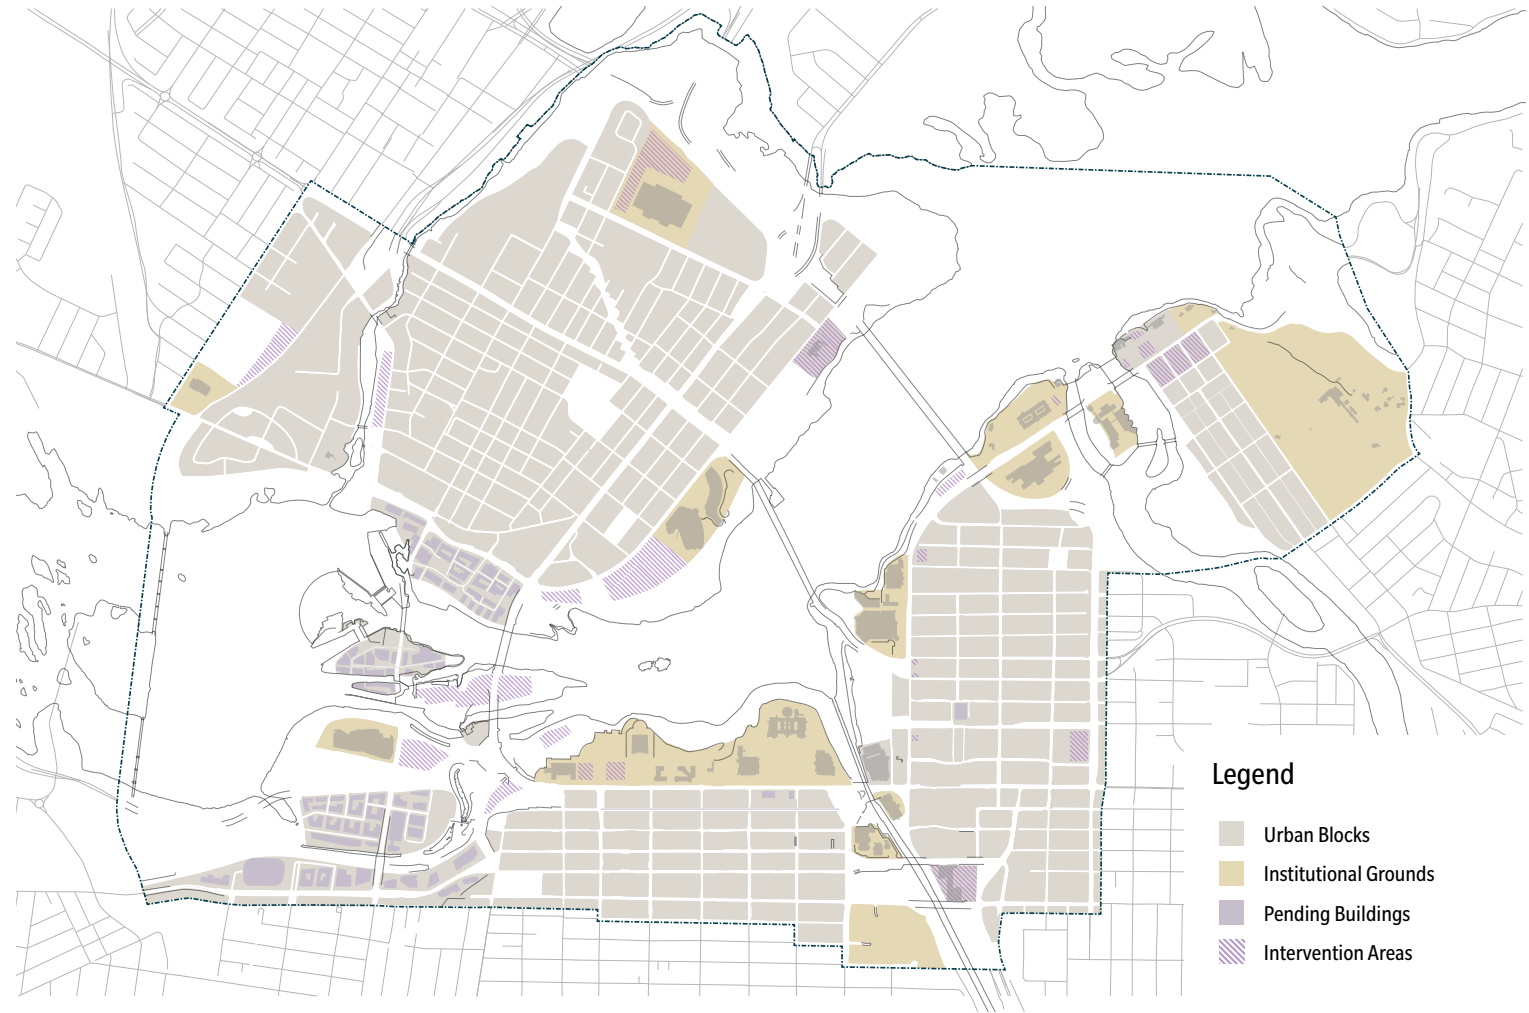 Legend
Urban Blocks
Institutional Grounds
Pending Buildings
Intervention Areas